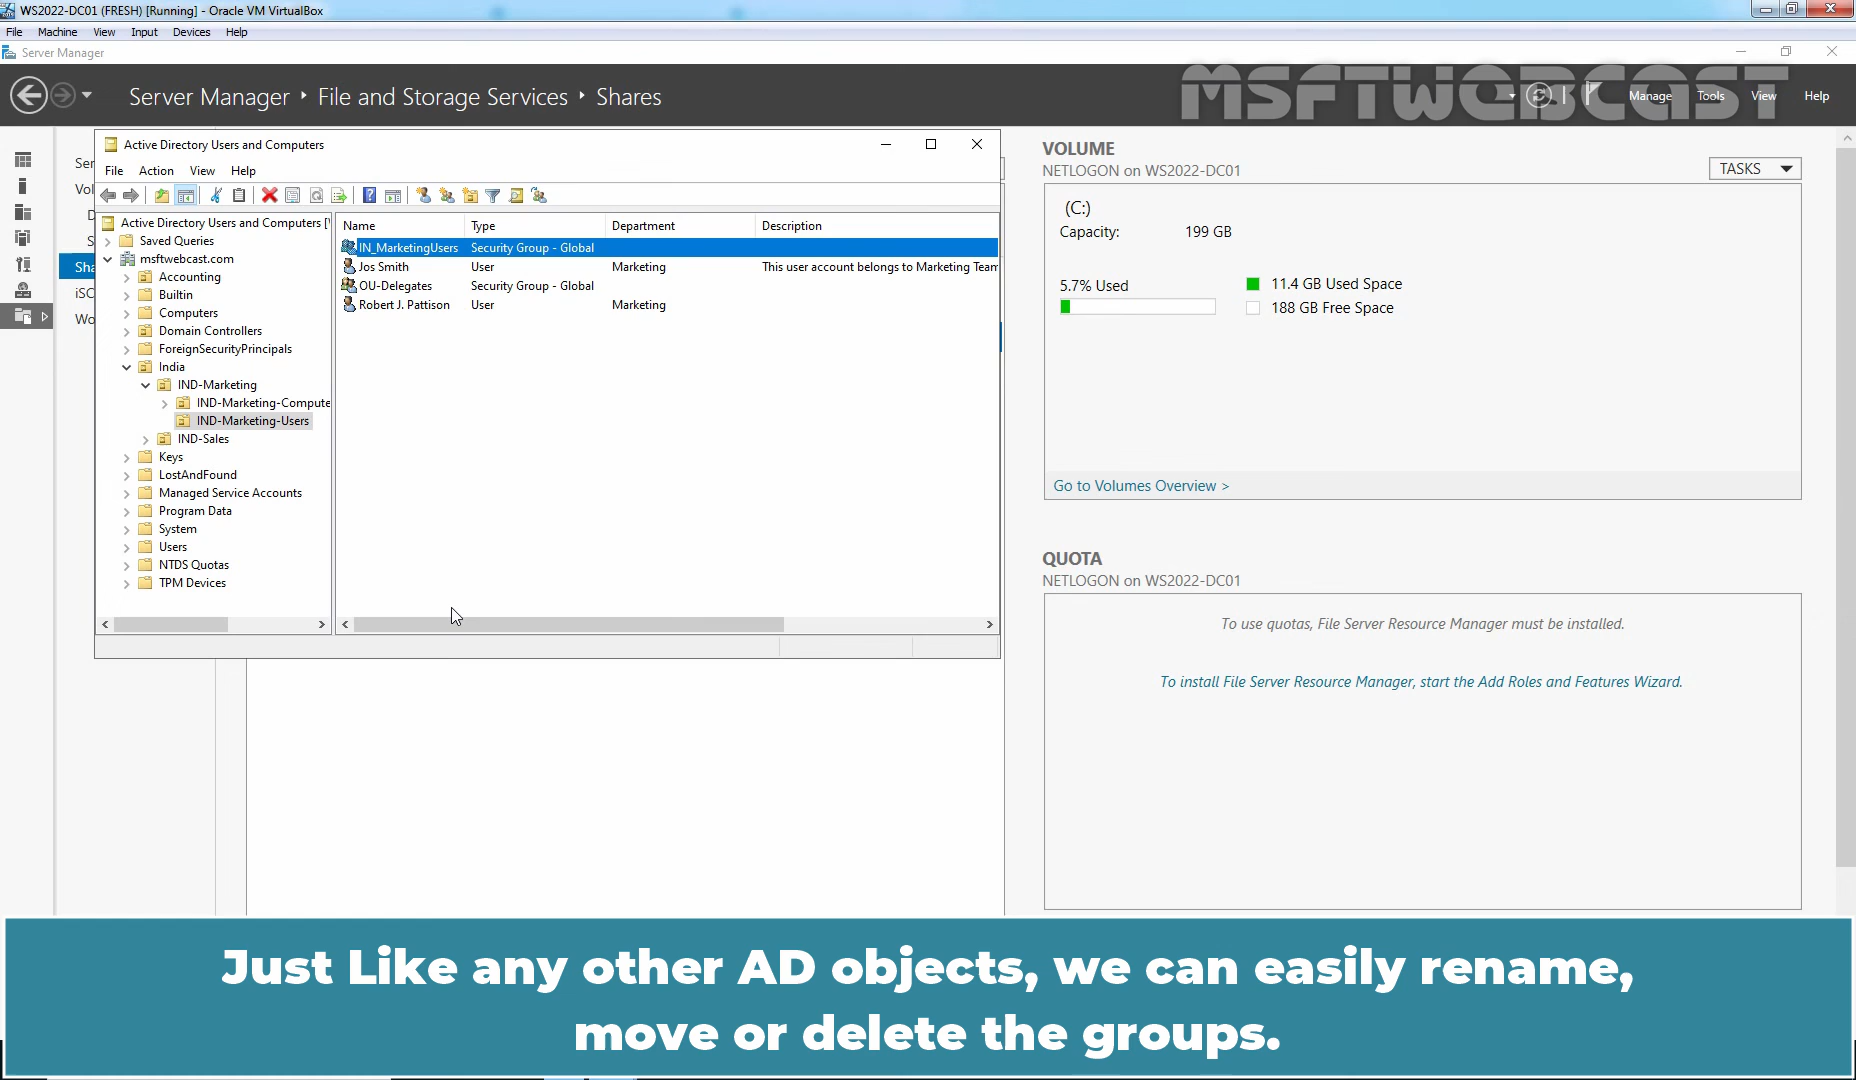 WS2022-DC01 (FRESH) [Running] - Oracle VM VirtualBox
File Machine View Input Devices Help
Server Manager
Server Manager File and Storage Services Shares
MSFTWEBCAST
Manage Tools View Help
Ser
Vol
D
S
Sha
iSC
Wo
Active Directory Users and Computers
File Action View Help
Active Directory Users and Computers [
Saved Queries
msftwebcast.com
Accounting
Builtin
Computers
Domain Controllers
ForeignSecurityPrincipals
India
IND-Marketing
IND-Marketing-Compute
IND-Marketing-Users
IND-Sales
Keys
LostAndFound
Managed Service Accounts
Program Data
System
Users
NTDS Quotas
TPM Devices
Name Type Department Description
IN_MarketingUsers Security Group - Global
Jos Smith User Marketing This user account belongs to Marketing Team
OU-Delegates Security Group - Global
Robert J. Pattison User Marketing
VOLUME
NETLOGON on WS2022-DC01
TASKS
(C:)
Capacity: 199 GB
5.7% Used
11.4 GB Used Space
188 GB Free Space
Go to Volumes Overview >
QUOTA
NETLOGON on WS2022-DC01
To use quotas, File Server Resource Manager must be installed.
To install File Server Resource Manager, start the Add Roles and Features Wizard.
Just Like any other AD objects, we can easily rename,
move or delete the groups.